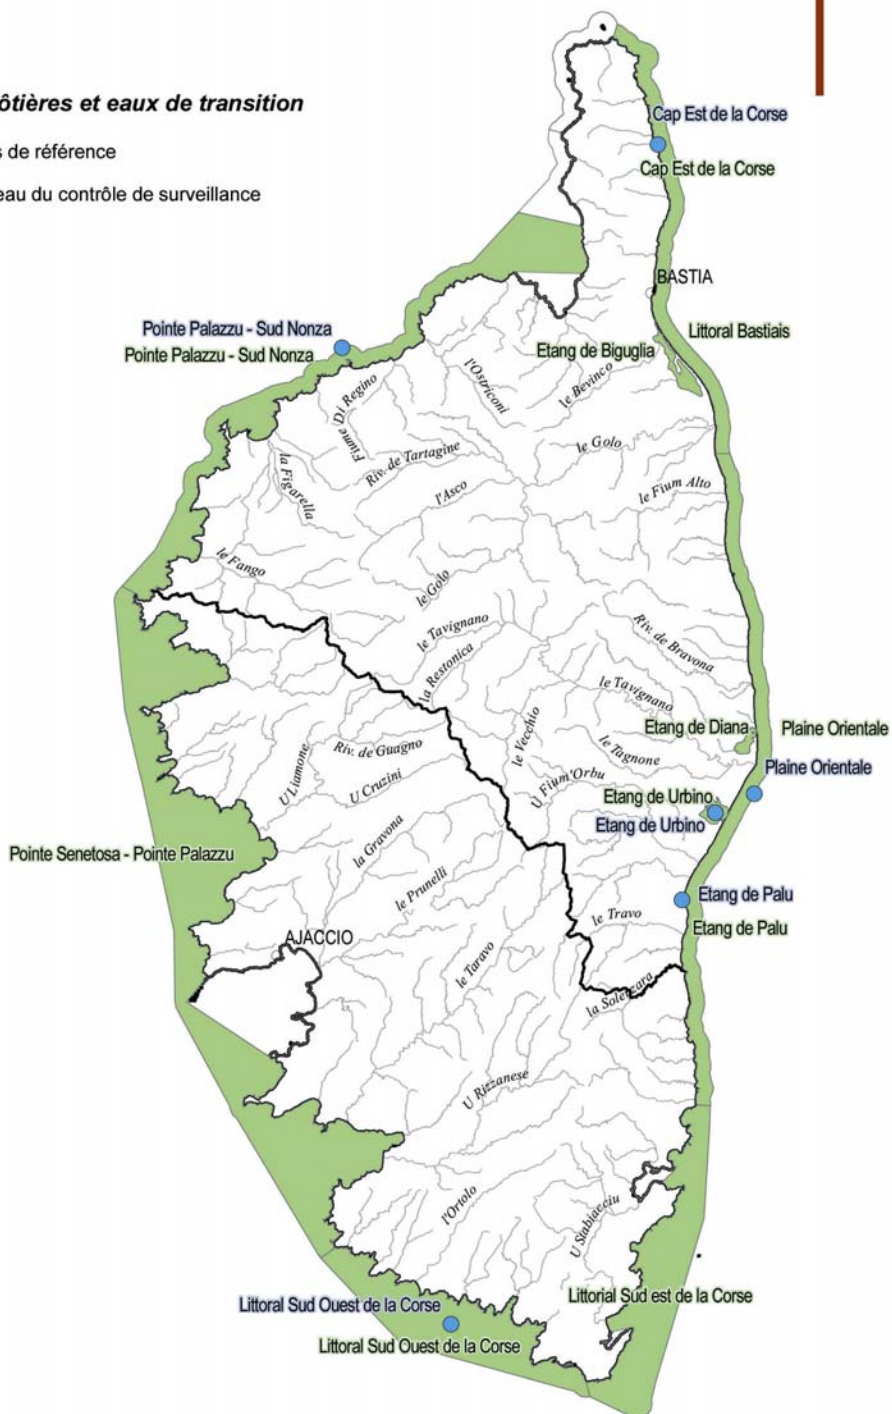 ôtières et eaux de transition
s de référence
eau du contrôle de surveillance
Cap Est de la Corse
Cap Est de la Corse
BASTIA
Pointe Palazzu - Sud Nonza
Pointe Palazzu - Sud Nonza
Littoral Bastiais
Etang de Biguglia
l'Ostriconi
le Bevinco
Fiume Di Regino
le Golo
Riv. de Tartagine
la Figarella
l'Asco
le Fium Alto
le Fango
le Golo
le Tavignano
Riv. de Bravona
la Restonica
le Tavignano
le Vecchio
Etang de Diana
Plaine Orientale
U Liamone
Riv. de Guagno
le Tagnone
Plaine Orientale
U Cruzini
U Fium'Orbu
Etang de Urbino
Etang de Urbino
la Gravona
Pointe Senetosa - Pointe Palazzu
le Prunelli
Etang de Palu
le Travo
Etang de Palu
AJACCIO
le Taravo
la Solenzara
U Rizzanese
l'Ortolo
U Stabiacciu
Littorial Sud est de la Corse
Littoral Sud Ouest de la Corse
Littoral Sud Ouest de la Corse